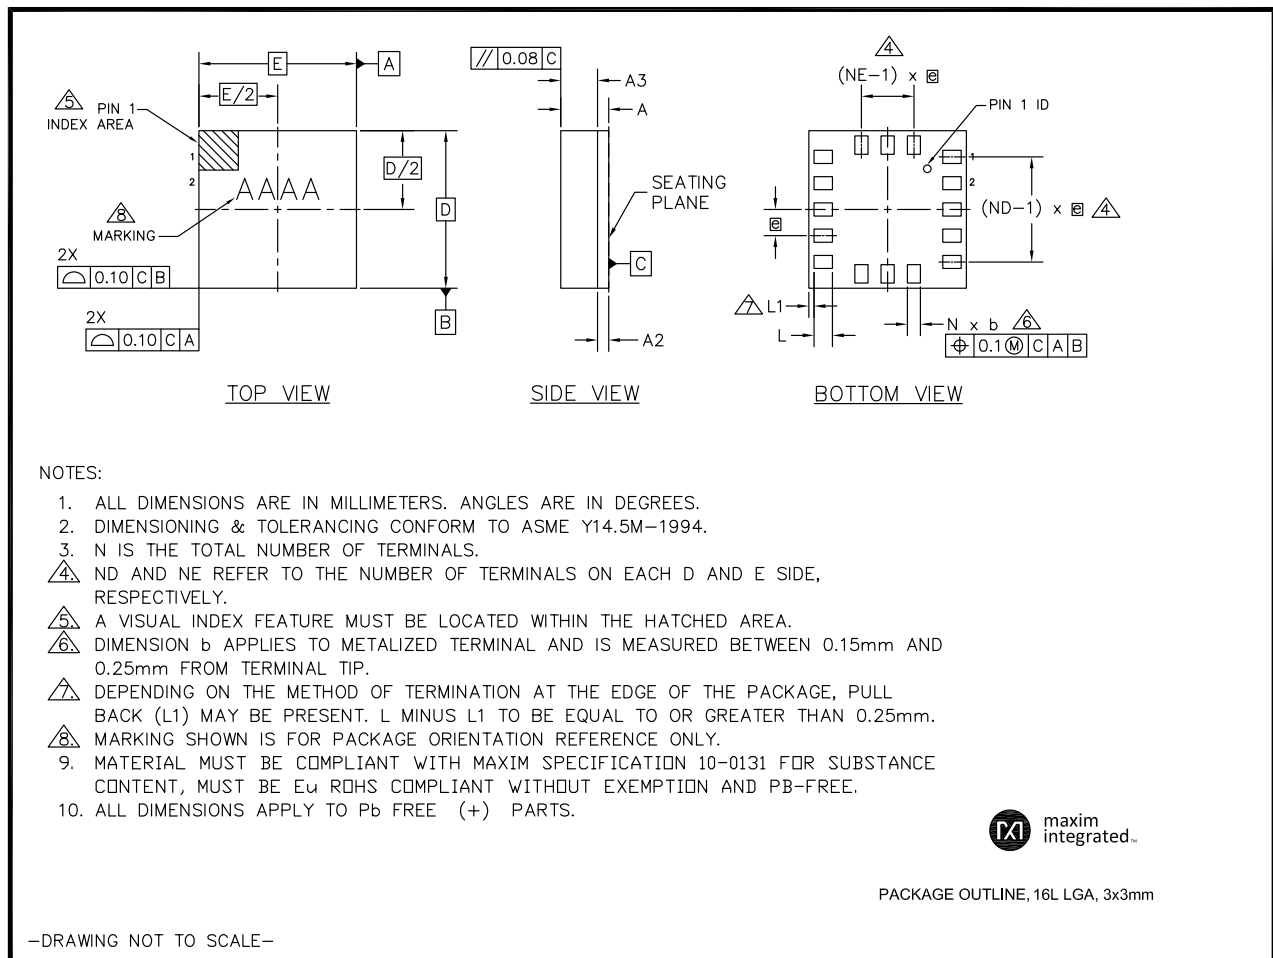 E
A
E/2
5 PIN 1
INDEX AREA
1
2
AAAA
D/2
D
8
MARKING
2X
⌓ 0.10 C B
2X
⌓ 0.10 C A
B
TOP VIEW
// 0.08 C
A3
A
SEATING
PLANE
C
A2
SIDE VIEW
4
(NE-1) x e
PIN 1 ID
1
2
(ND-1) x e 4
e
7 L1
L
N x b 6
⌖ 0.1 Ⓜ C A B
BOTTOM VIEW
NOTES:
1. ALL DIMENSIONS ARE IN MILLIMETERS. ANGLES ARE IN DEGREES.
2. DIMENSIONING & TOLERANCING CONFORM TO ASME Y14.5M-1994.
3. N IS THE TOTAL NUMBER OF TERMINALS.
4. ND AND NE REFER TO THE NUMBER OF TERMINALS ON EACH D AND E SIDE,
RESPECTIVELY.
5. A VISUAL INDEX FEATURE MUST BE LOCATED WITHIN THE HATCHED AREA.
6. DIMENSION b APPLIES TO METALIZED TERMINAL AND IS MEASURED BETWEEN 0.15mm AND
0.25mm FROM TERMINAL TIP.
7. DEPENDING ON THE METHOD OF TERMINATION AT THE EDGE OF THE PACKAGE, PULL
BACK (L1) MAY BE PRESENT. L MINUS L1 TO BE EQUAL TO OR GREATER THAN 0.25mm.
8. MARKING SHOWN IS FOR PACKAGE ORIENTATION REFERENCE ONLY.
9. MATERIAL MUST BE COMPLIANT WITH MAXIM SPECIFICATION 10-0131 FOR SUBSTANCE
CONTENT, MUST BE Eu ROHS COMPLIANT WITHOUT EXEMPTION AND PB-FREE.
10. ALL DIMENSIONS APPLY TO Pb FREE (+) PARTS.
maxim
integrated™
PACKAGE OUTLINE, 16L LGA, 3x3mm
-DRAWING NOT TO SCALE-